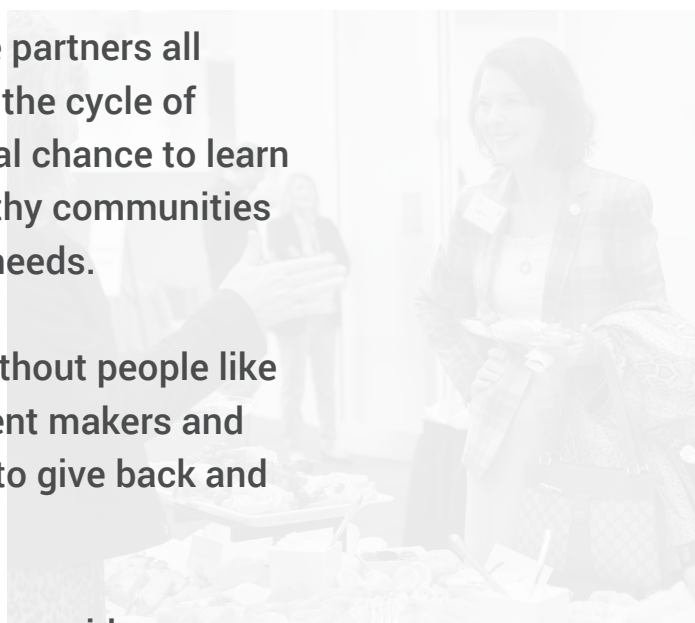 partners all
the cycle of
al chance to learn
thy communities
needs.
thout people like
ent makers and
to give back and